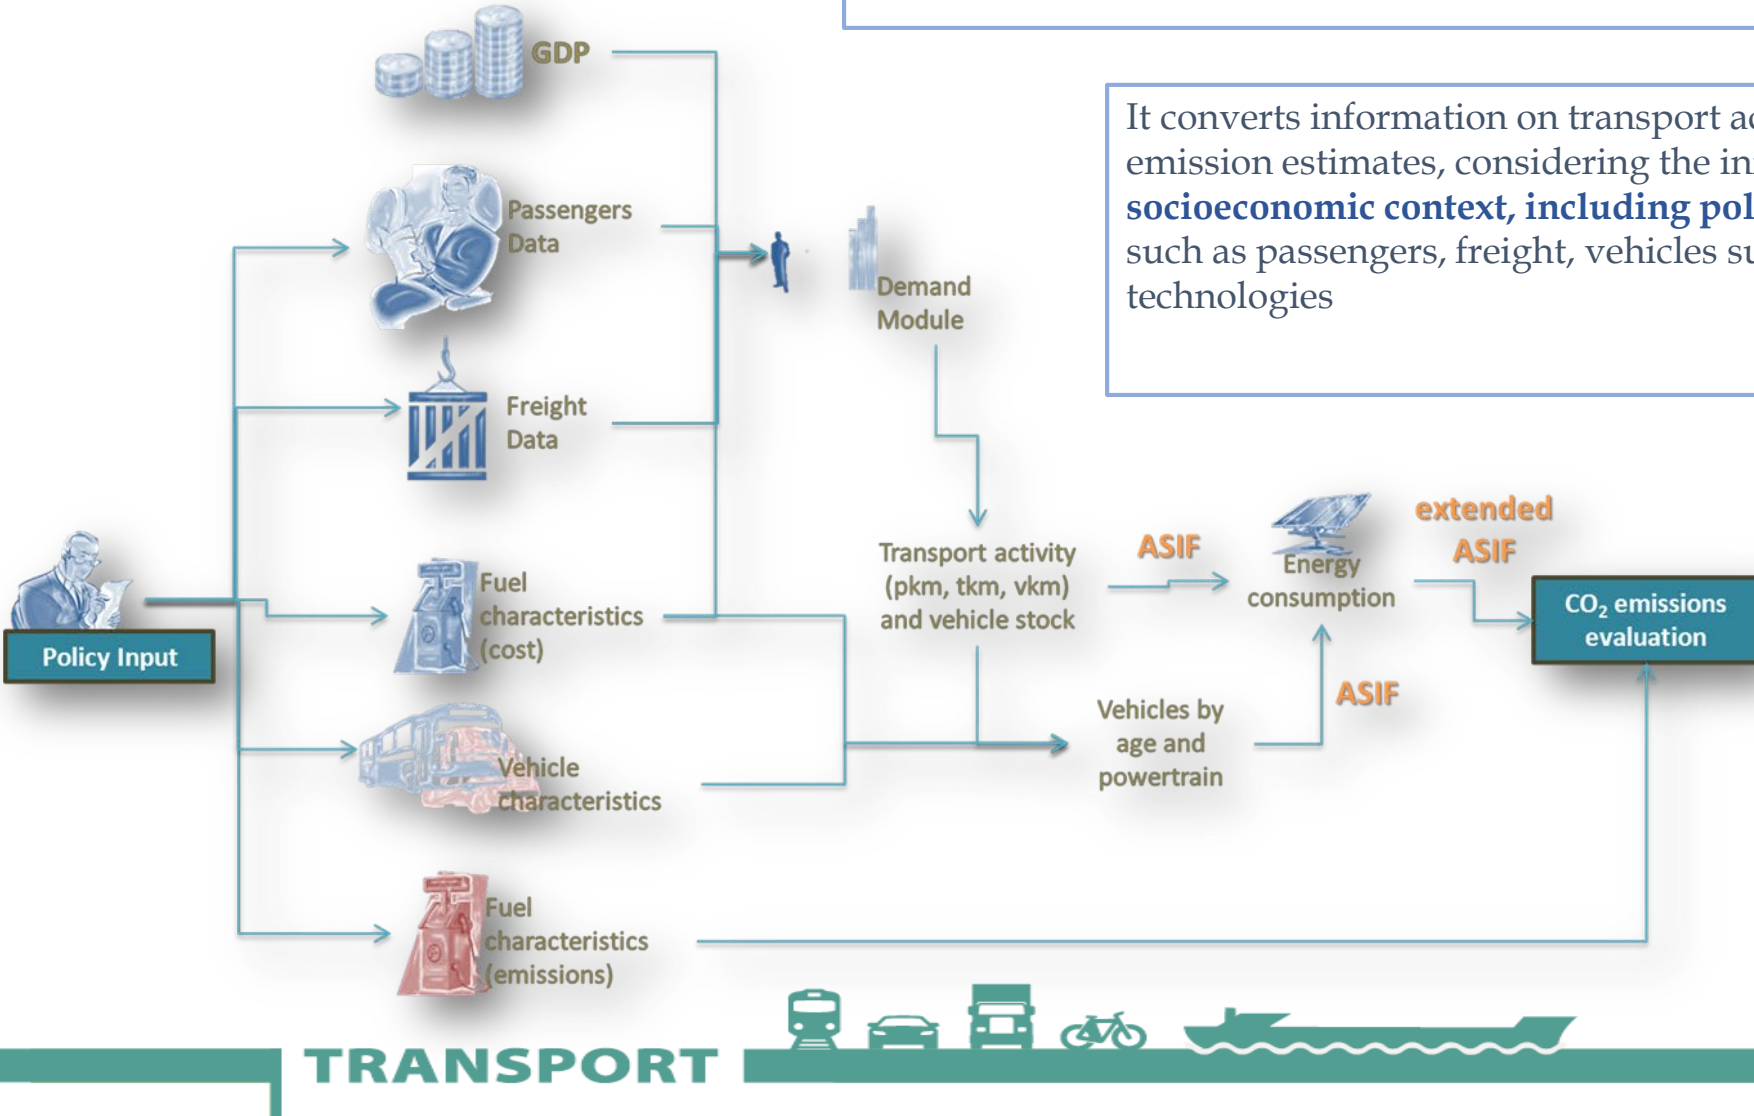 GDP
It converts information on transport
emission estimates, considering the
socioeconomic context, including
such as passengers, freight, vehicles
technologies
Passengers
Data
Demand
Module
Freight
Data
extended
ASIF
ASIF
Transport activity
(pkm, tkm, vkm)
and vehicle stock
Energy
consumption
Fuel
characteristics
(cost)
CO₂ emissions
evaluation
Policy Input
ASIF
Vehicles by
age and
powertrain
Vehicle
characteristics
Fuel
characteristics
(emissions)
TRANSPORT